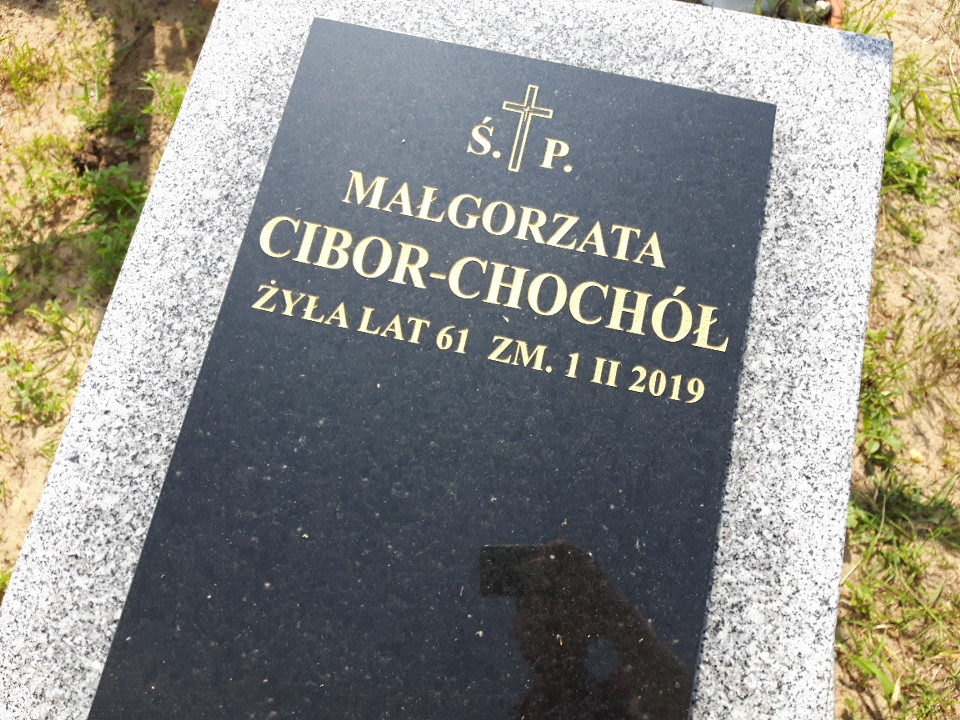 Ś. P.
MAŁGORZATA
CIBOR-CHOCHÓŁ
ŻYŁA LAT 61 ZM. 1 II 2019